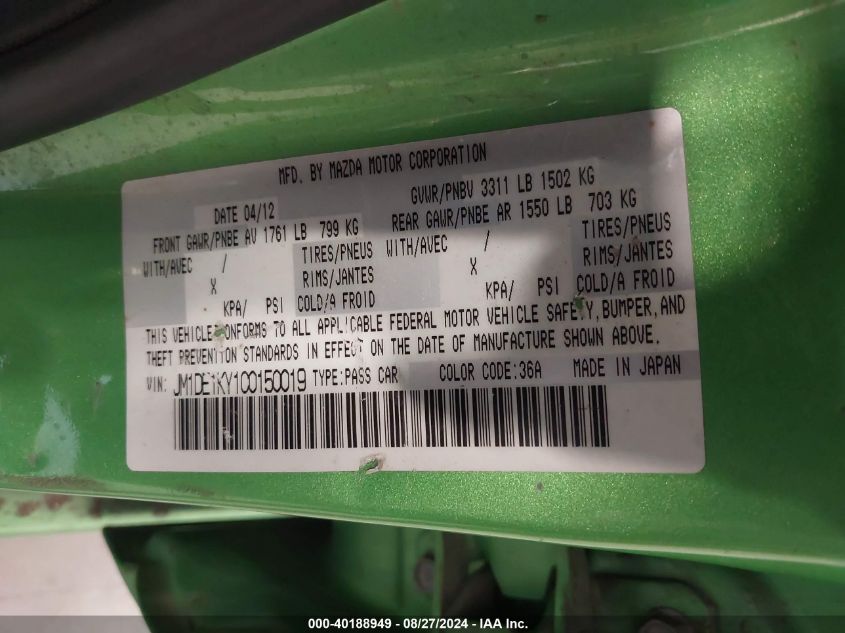 MFD. BY MAZDA MOTOR CORPORATION
DATE 04/12 GVWR/PNBV 3311 LB 1502 KG
FRONT GAWR/PNBE AV 1761 LB 799 KG REAR GAWR/PNBE AR 1550 LB 703 KG
WITH/AVEC / TIRES/PNEUS WITH/AVEC / TIRES/PNEUS
X RIMS/JANTES X RIMS/JANTES
KPA/ PSI COLD/A FROID KPA/ PSI COLD/A FROID
THIS VEHICLE CONFORMS TO ALL APPLICABLE FEDERAL MOTOR VEHICLE SAFETY, BUMPER, AND
THEFT PREVENTION STANDARDS IN EFFECT ON THE DATE OF MANUFACTURE SHOWN ABOVE.
VIN: JM1DE1KY1C0150019 TYPE:PASS CAR COLOR CODE:36A MADE IN JAPAN
000-40188949 - 08/27/2024 - IAA Inc.